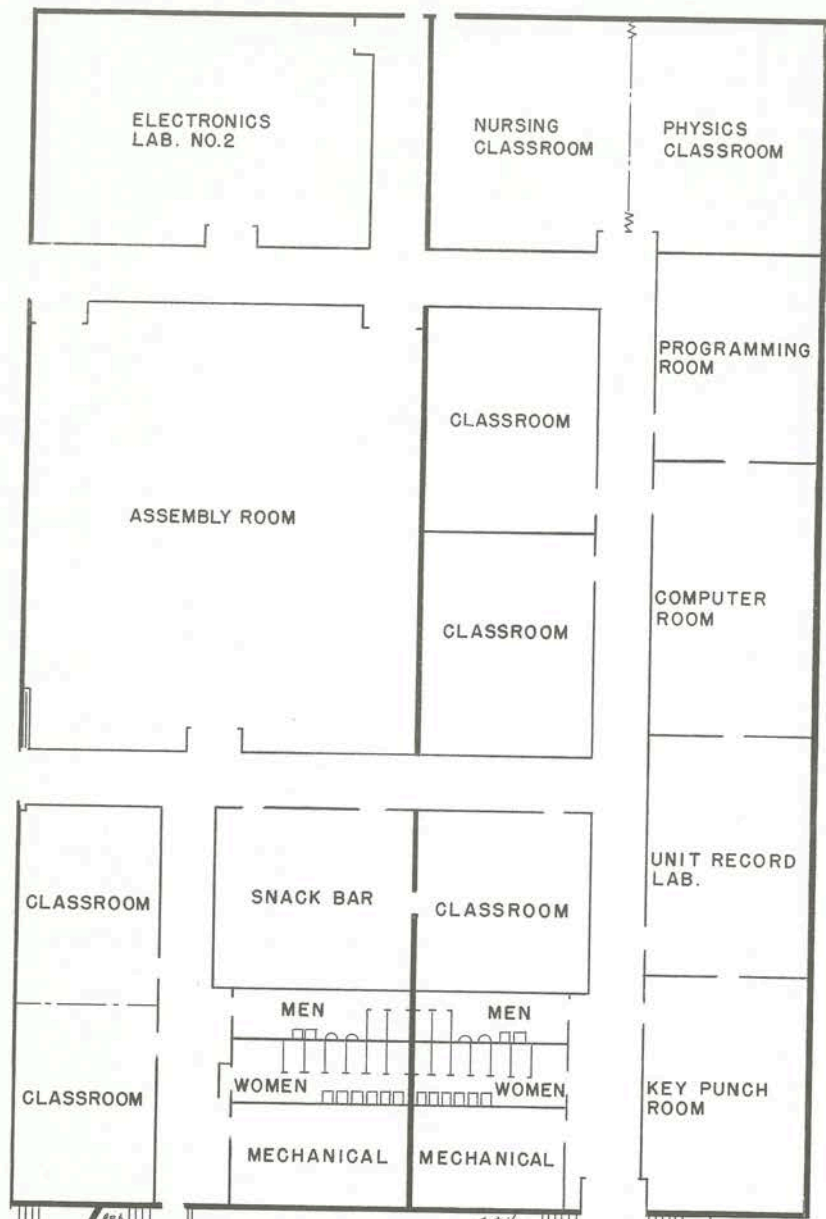 ELECTRONICS
LAB. NO.2
NURSING
CLASSROOM
PHYSICS
CLASSROOM
PROGRAMMING
ROOM
CLASSROOM
ASSEMBLY ROOM
COMPUTER
ROOM
CLASSROOM
UNIT RECORD
LAB.
CLASSROOM
SNACK BAR
CLASSROOM
MEN
MEN
WOMEN
WOMEN
CLASSROOM
KEY PUNCH
ROOM
MECHANICAL
MECHANICAL